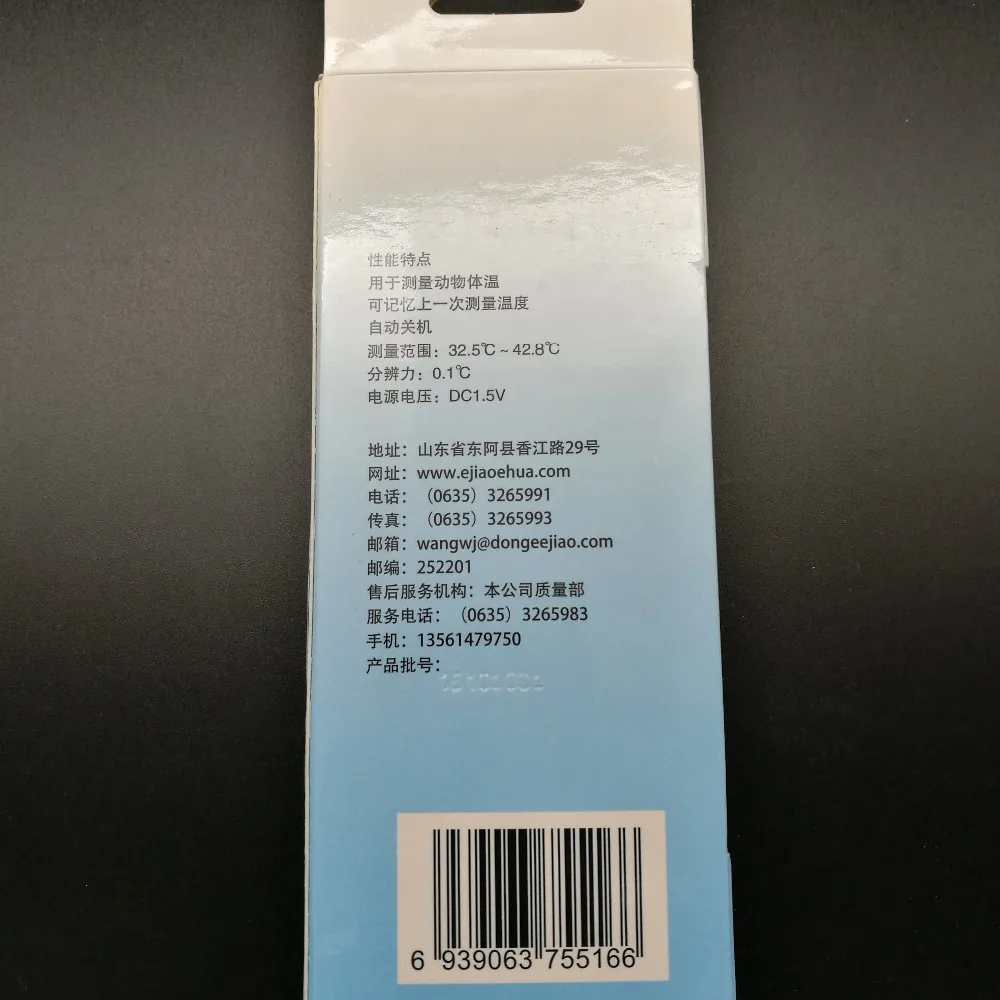 性能特点
用于测量动物体温
可记忆上一次测量温度
自动关机
测量范围：32.5℃~42.8℃
分辨力：0.1℃
电源电压：DC1.5V
地址：山东省东阿县香江路29号
网址：www.ejiaoehua.com
电话：（0635）3265991
传真：（0635）3265993
邮箱：wangwj@dongeejiao.com
邮编：252201
售后服务机构：本公司质量部
服务电话：（0635）3265983
手机：13561479750
产品批号：
6 939063 755166